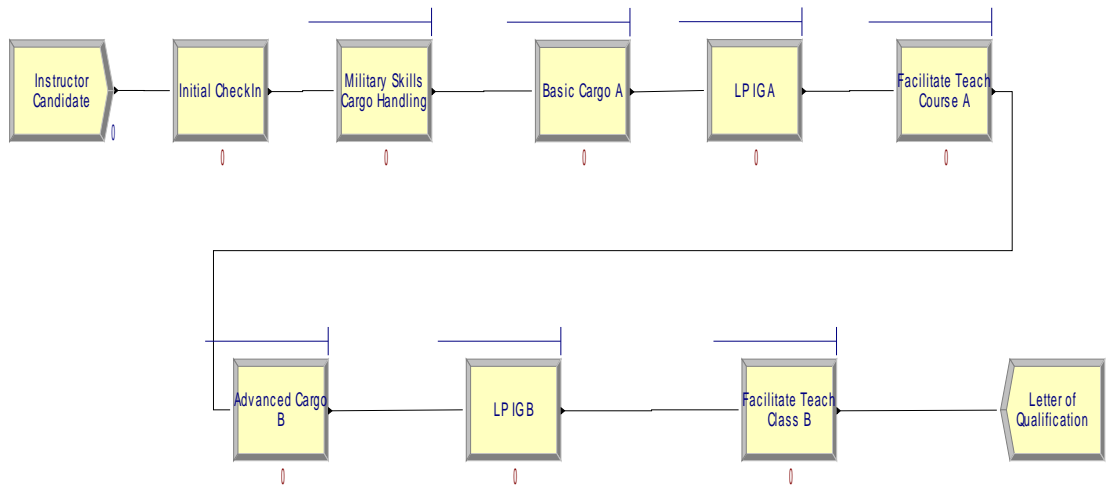 Instructor
Candidate
0
Initial CheckIn
0
Military Skills
Cargo Handling
0
Basic Cargo A
0
LP IGA
0
Facilitate Teach
Course A
0
Advanced Cargo
B
0
LP IGB
0
Facilitate Teach
Class B
0
Letter of
Qualification